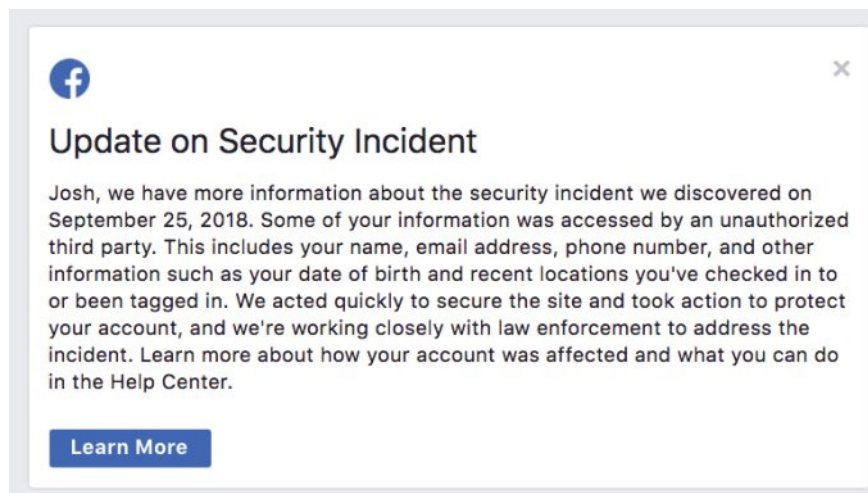 Update on Security Incident
Josh, we have more information about the security incident we discovered on
September 25, 2018. Some of your information was accessed by an unauthorized
third party. This includes your name, email address, phone number, and other
information such as your date of birth and recent locations you've checked in to
or been tagged in. We acted quickly to secure the site and took action to protect
your account, and we're working closely with law enforcement to address the
incident. Learn more about how your account was affected and what you can do
in the Help Center.
Learn More